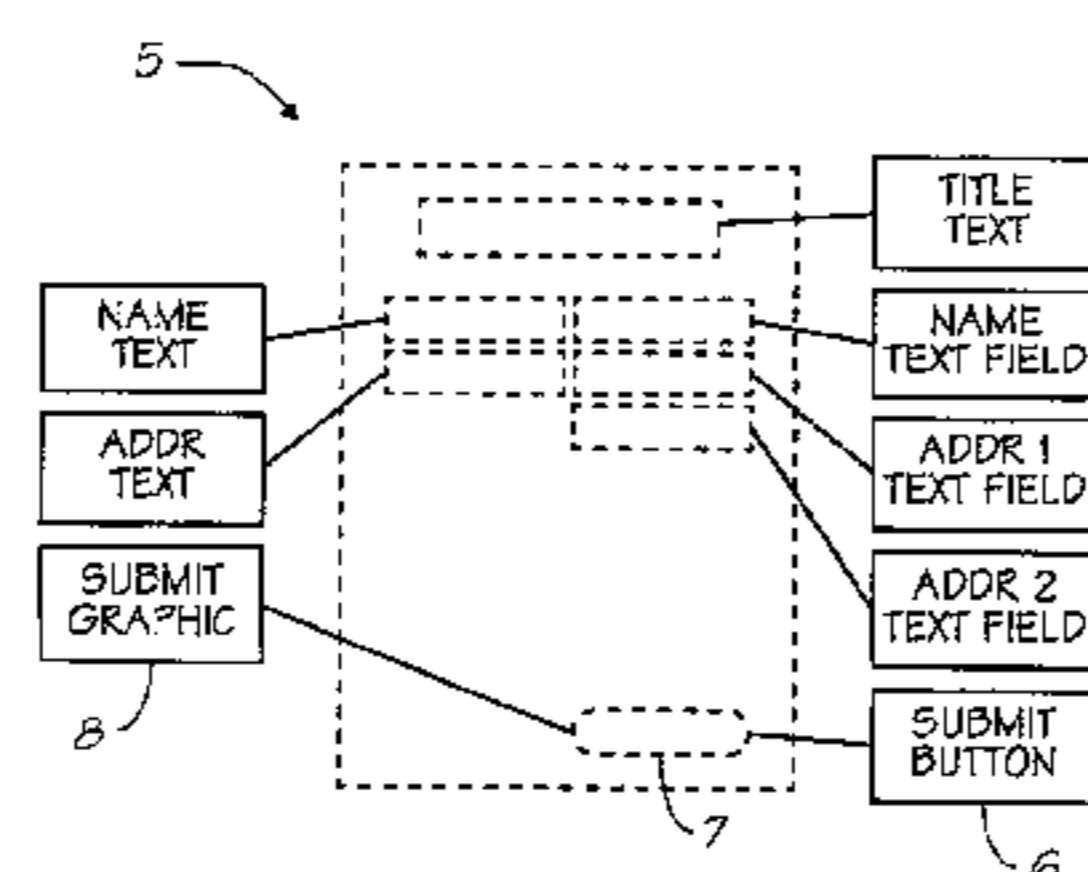 5
TITLE
TEXT
NAME
TEXT
NAME
TEXT FIELD
ADDR
TEXT
ADDR 1
TEXT FIELD
SUBMIT
GRAPHIC
ADDR 2
TEXT FIELD
8
SUBMIT
BUTTON
7
6